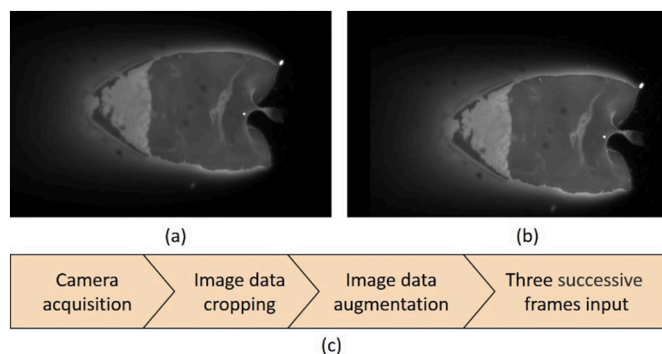 (a)
(b)
Camera
acquisition
Image data
cropping
Image data
augmentation
Three successive
frames input
(c)